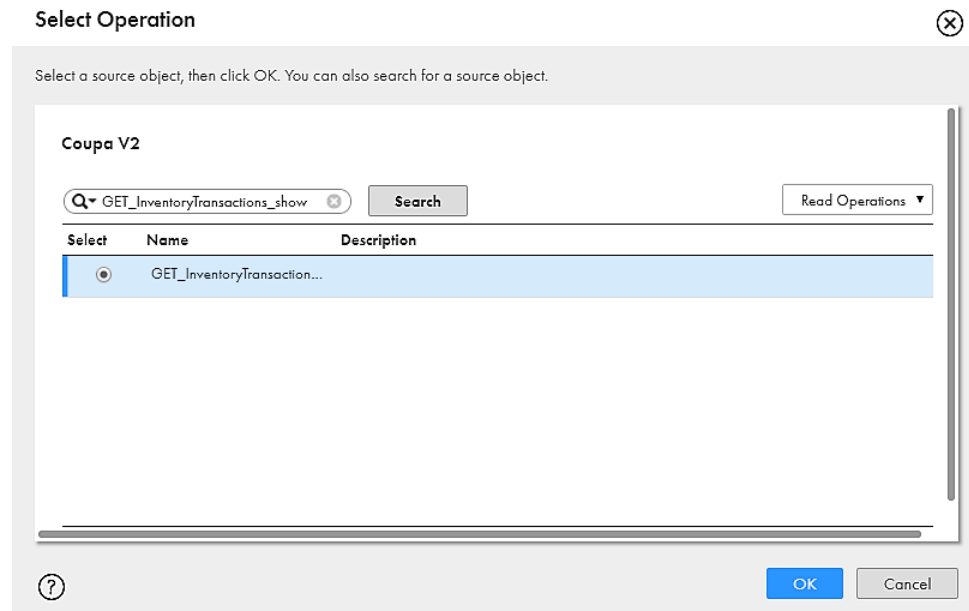 Select Operation
Select a source object, then click OK. You can also search for a source object.
Coupa V2
GET_InventoryTransactions_show Search Read Operations
Select Name Description
GET_InventoryTransaction...
? OK Cancel